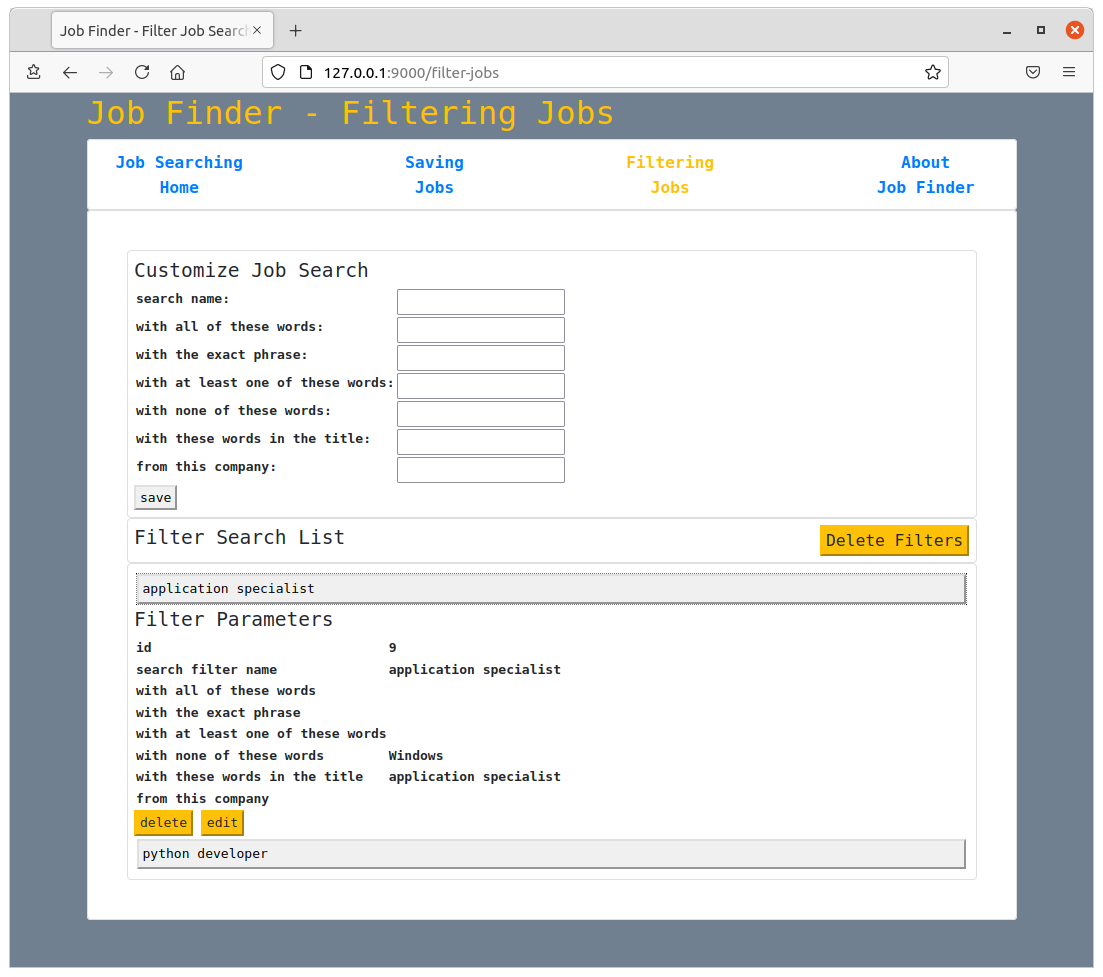 Job Finder - Filter Job Searc
127.0.0.1:9000/filter-jobs
Job Finder - Filtering Jobs
Job Searching Home
Saving Jobs
Filtering Jobs
About Job Finder
Customize Job Search
search name:
with all of these words:
with the exact phrase:
with at least one of these words:
with none of these words:
with these words in the title:
from this company:
save
Filter Search List
Delete Filters
application specialist
Filter Parameters
id 9
search filter name application specialist
with all of these words
with the exact phrase
with at least one of these words
with none of these words Windows
with these words in the title application specialist
from this company
delete edit
python developer